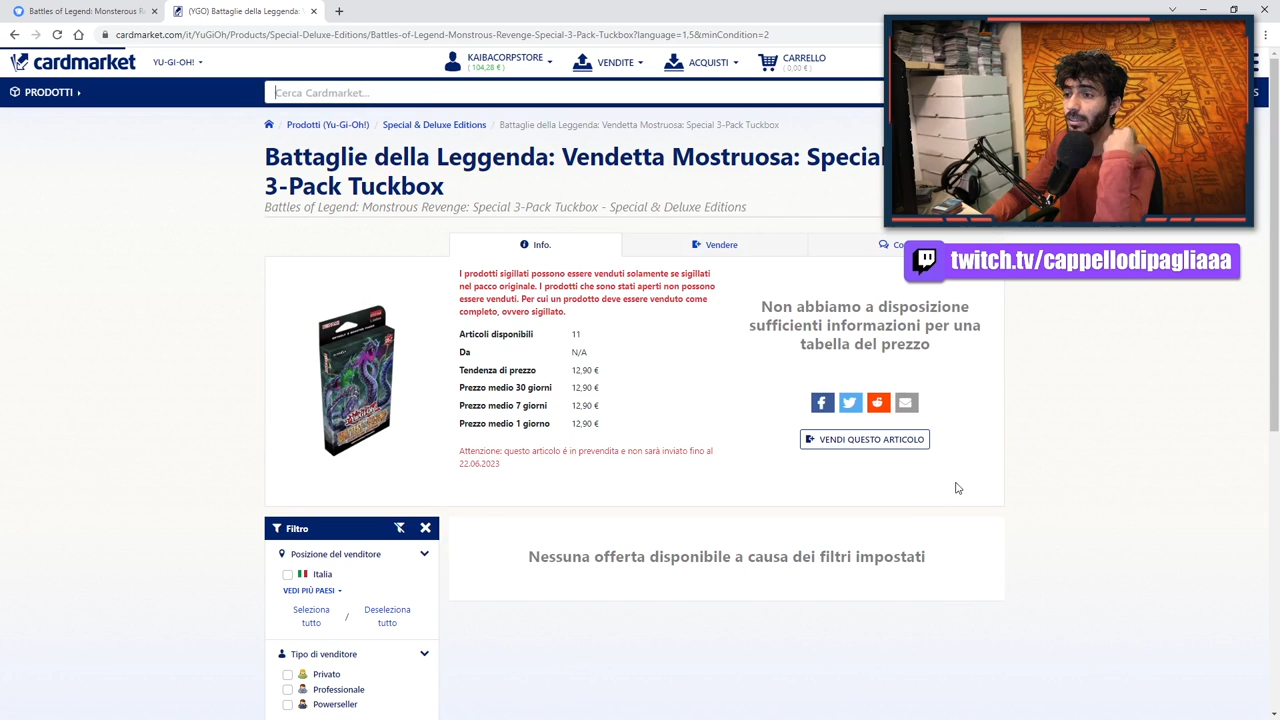 Battles of Legend: Monsterous R
(YGO) Battaglie della Leggenda:
cardmarket.com/it/YuGiOh/Products/Special-Deluxe-Editions/Battles-of-Legend-Monstrous-Revenge-Special-3-Pack-Tuckbox?language=1,5&minCondition=2
cardmarket
YU-GI-OH!
KAIBACORPSTORE
( 104,28 € )
VENDITE
ACQUISTI
CARRELLO
( 0,00 € )
PRODOTTI
Cerca Cardmarket...
S
Prodotti (Yu-Gi-Oh!)
Special & Deluxe Editions
Battaglie della Leggenda: Vendetta Mostruosa: Special 3-Pack Tuckbox
Battaglie della Leggenda: Vendetta Mostruosa: Special
3-Pack Tuckbox
Battles of Legend: Monstrous Revenge: Special 3-Pack Tuckbox - Special & Deluxe Editions
Info.
Vendere
Co
twitch.tv/cappellodipagliaaa
I prodotti sigillati possono essere venduti solamente se sigillati
nel pacco originale. I prodotti che sono stati aperti non possono
essere venduti. Per cui un prodotto deve essere venduto come
completo, ovvero sigillato.
Articoli disponibili 11
Da N/A
Tendenza di prezzo 12,90 €
Prezzo medio 30 giorni 12,90 €
Prezzo medio 7 giorni 12,90 €
Prezzo medio 1 giorno 12,90 €
Attenzione: questo articolo é in prevendita e non sarà inviato fino al
22.06.2023
Non abbiamo a disposizione
sufficienti informazioni per una
tabella del prezzo
VENDI QUESTO ARTICOLO
Filtro
Posizione del venditore
Italia
VEDI PIÙ PAESI
Seleziona
tutto
/
Deseleziona
tutto
Tipo di venditore
Privato
Professionale
Powerseller
Nessuna offerta disponibile a causa dei filtri impostati